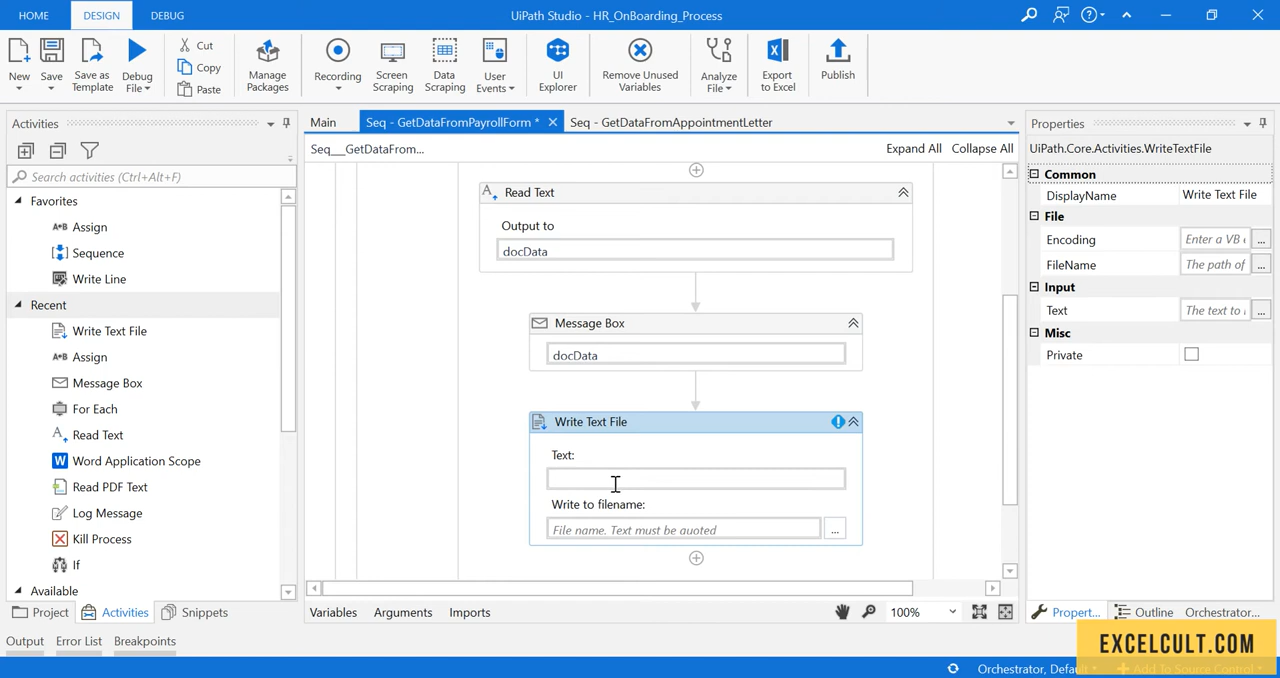 HOME DESIGN DEBUG UiPath Studio - HR_OnBoarding_Process
New Save Save as Template Debug File Cut Copy Paste Manage Packages Recording Screen Scraping Data Scraping User Events UI Explorer Remove Unused Variables Analyze File Export to Excel Publish
Activities
Search activities (Ctrl+Alt+F)
Favorites
Assign
Sequence
Write Line
Recent
Write Text File
Assign
Message Box
For Each
Read Text
Word Application Scope
Read PDF Text
Log Message
Kill Process
If
Available
Project Activities Snippets
Main Seq - GetDataFromPayrollForm * Seq - GetDataFromAppointmentLetter
Seq___GetDataFrom... Expand All Collapse All
Read Text
Output to
docData
Message Box
docData
Write Text File
Text:
Write to filename:
File name. Text must be quoted ...
Variables Arguments Imports 100%
Properties
UiPath.Core.Activities.WriteTextFile
Common
DisplayName Write Text File
File
Encoding Enter a VB ...
FileName The path of ...
Input
Text The text to ...
Misc
Private
Propert... Outline Orchestrator...
Output Error List Breakpoints
EXCELCULT.COM
Orchestrator, Default Add To Source Control